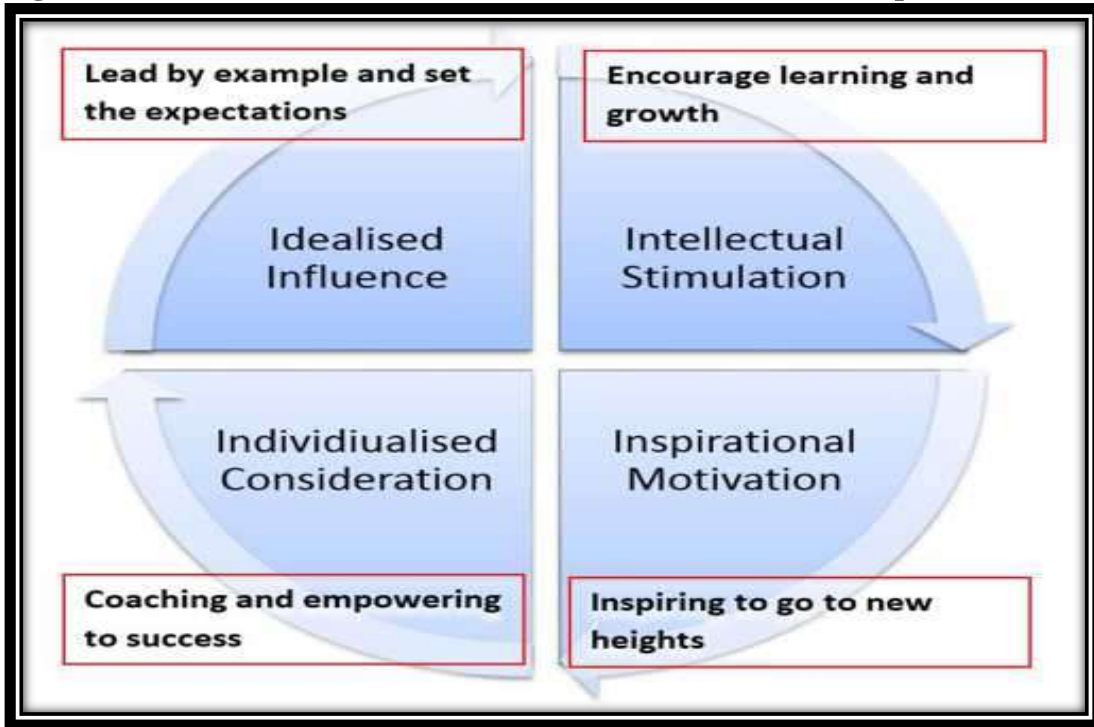 Lead by example and set
the expectations
Encourage learning and
growth
Idealised
Influence
Intellectual
Stimulation
Individiualised
Consideration
Inspirational
Motivation
Coaching and empowering
to success
Inspiring to go to new
heights